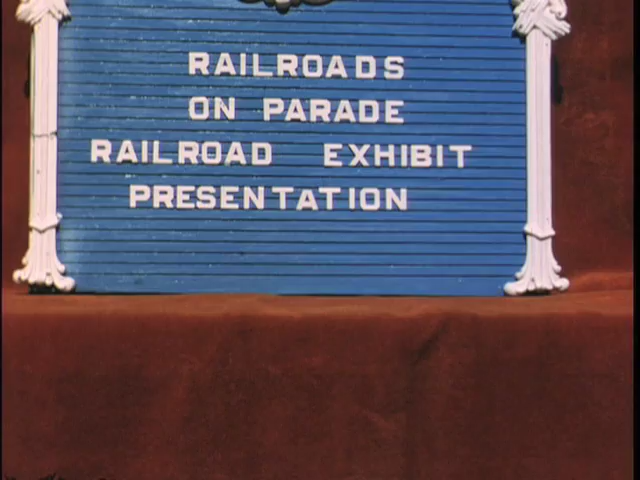 RAILROADS
ON PARADE
RAILROAD EXHIBIT
PRESENTATION